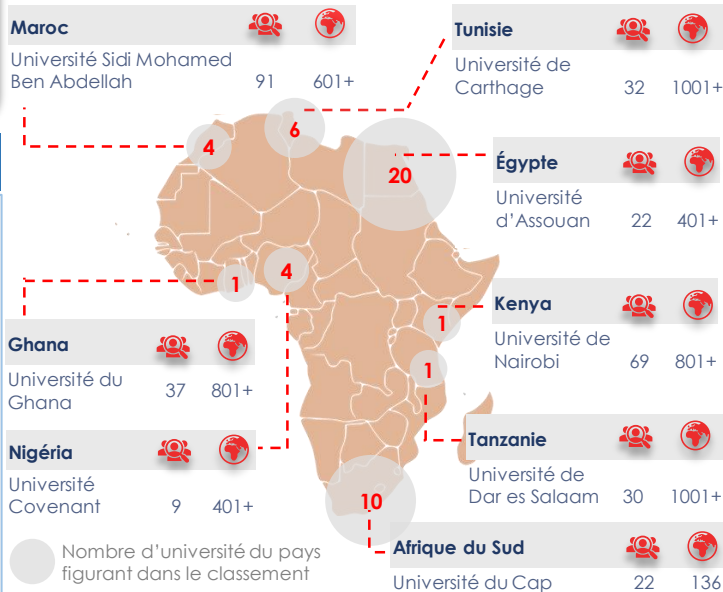 Maroc
Université Sidi Mohamed
Ben Abdellah 91 601+
Tunisie
Université de
Carthage 32 1001+
4
6
20
Égypte
Université
d’Assouan 22 401+
1
4
1
1
Kenya
Université de
Nairobi 69 801+
Ghana
Université du
Ghana 37 801+
Nigéria
Université
Covenant 9 401+
Tanzanie
Université de
Dar es Salaam 30 1001+
10
Afrique du Sud
Université du Cap 22 136
Nombre d’université du pays
figurant dans le classement